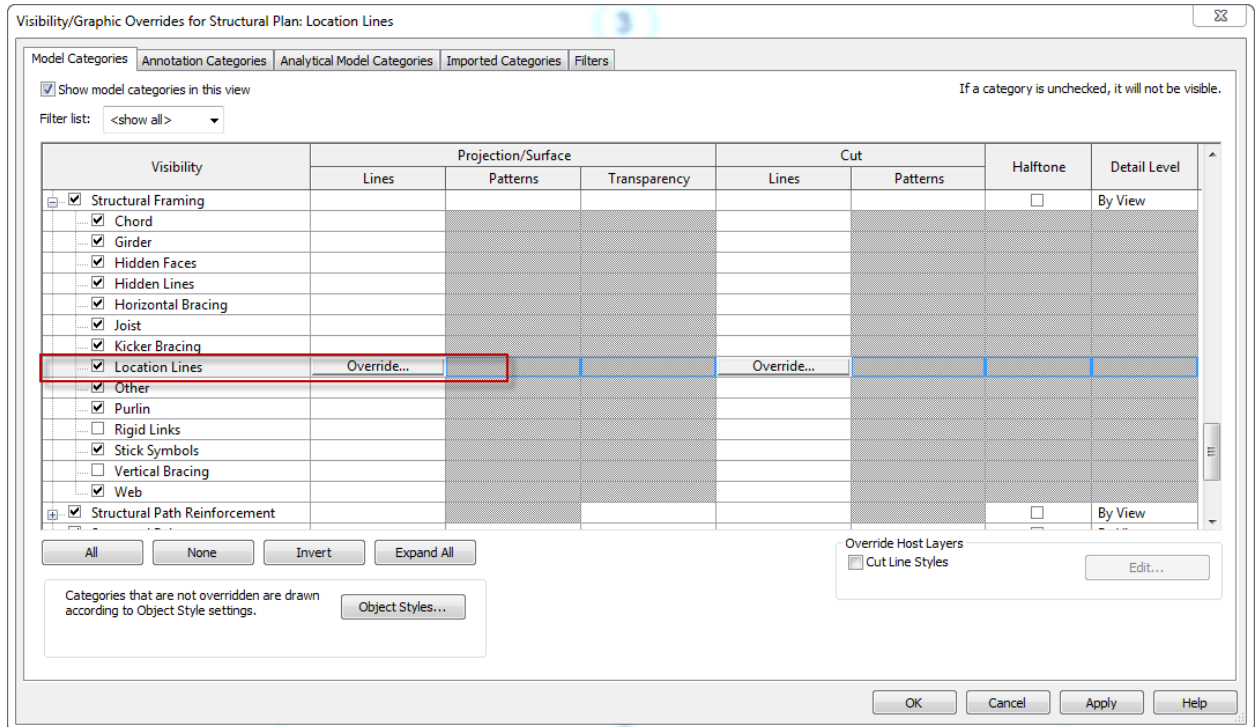 Visibility/Graphic Overrides for Structural Plan: Location Lines
3
Model Categories Annotation Categories Analytical Model Categories Imported Categories Filters
Show model categories in this view
If a category is unchecked, it will not be visible.
Filter list: <show all>
Visibility Projection/Surface Cut Halftone Detail Level
Lines Patterns Transparency Lines Patterns
Structural Framing By View
Chord
Girder
Hidden Faces
Hidden Lines
Horizontal Bracing
Joist
Kicker Bracing
Location Lines Override... Override...
Other
Purlin
Rigid Links
Stick Symbols
Vertical Bracing
Web
Structural Path Reinforcement By View
All None Invert Expand All
Override Host Layers
Cut Line Styles Edit...
Categories that are not overridden are drawn
according to Object Style settings.
Object Styles...
OK Cancel Apply Help